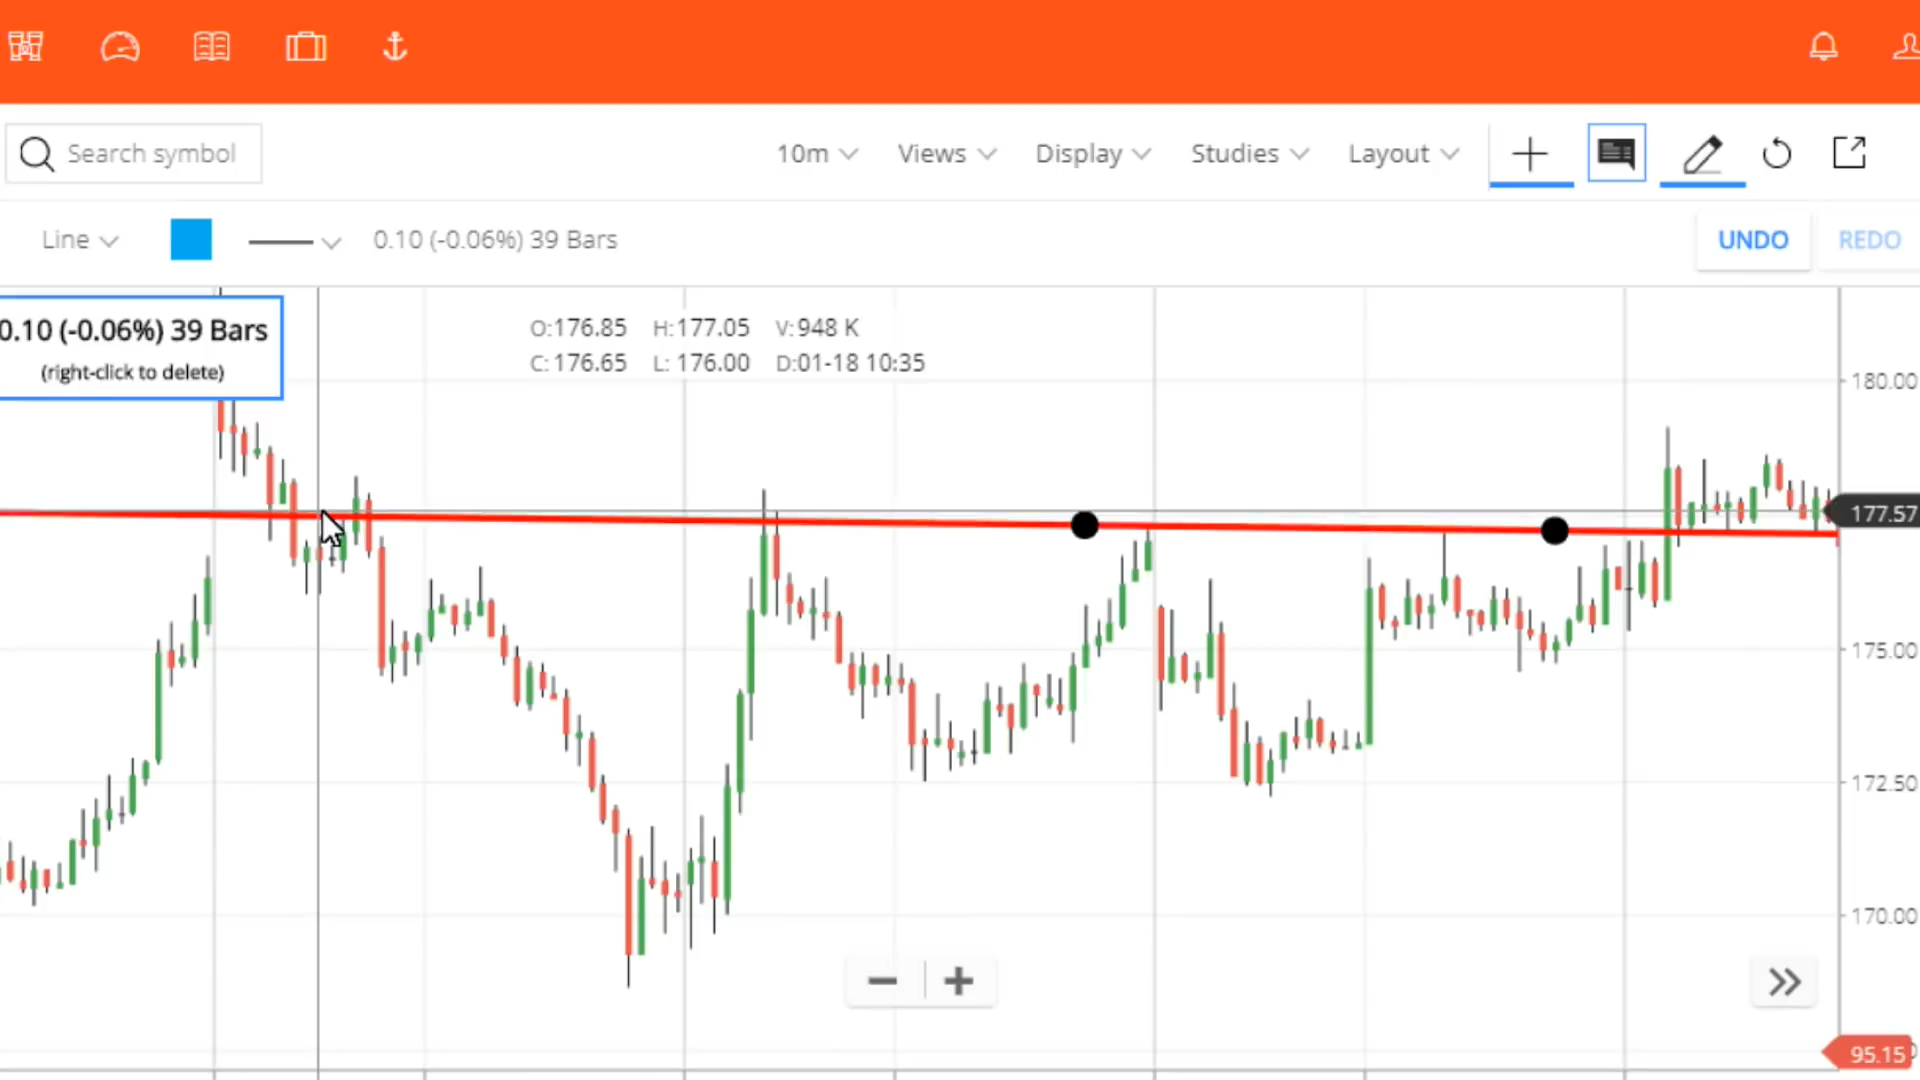 Search symbol
10m Views Display Studies Layout
Line 0.10 (-0.06%) 39 Bars UNDO REDO
0.10 (-0.06%) 39 Bars
(right-click to delete)
O:176.85 H:177.05 V:948 K
C:176.65 L: 176.00 D:01-18 10:35
180.00
177.57
175.00
172.50
170.00
95.15